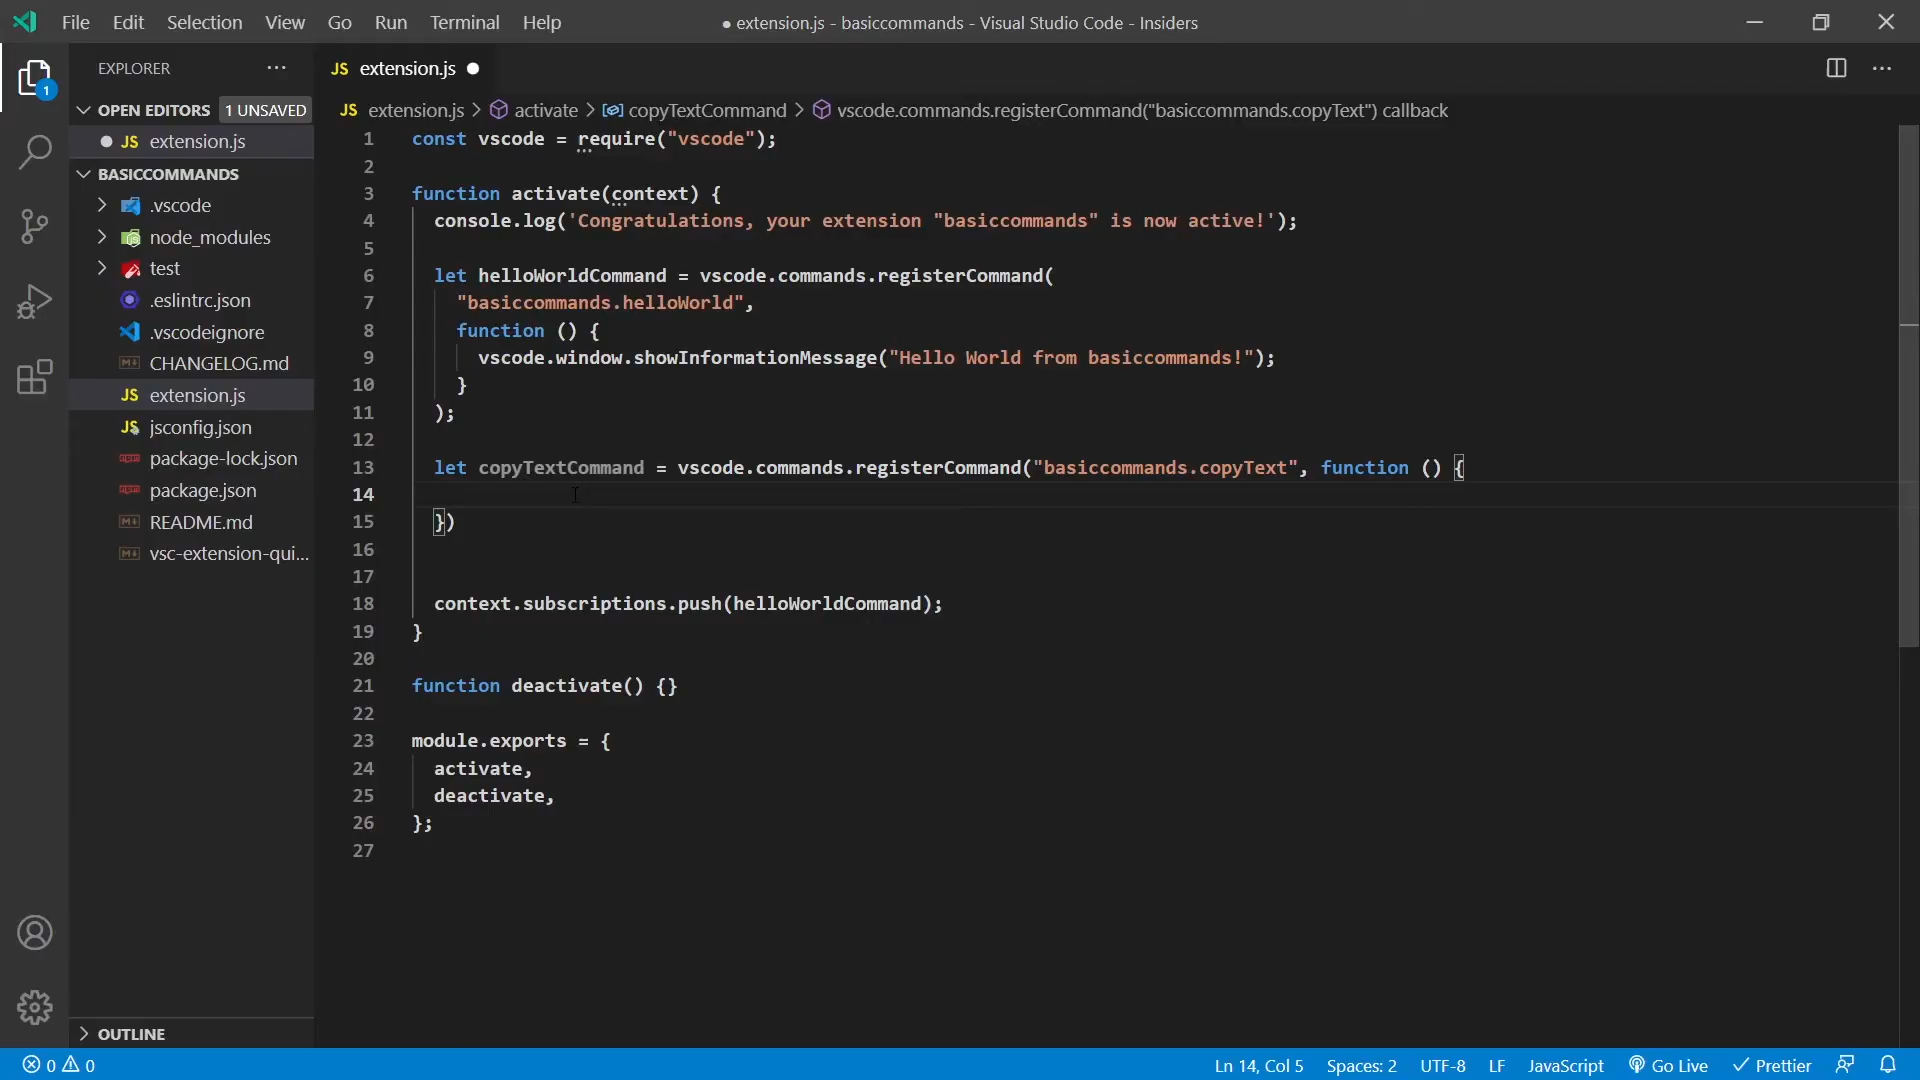 File Edit Selection View Go Run Terminal Help
● extension.js - basiccommands - Visual Studio Code - Insiders
1
EXPLORER ...
OPEN EDITORS 1 UNSAVED
JS extension.js
BASICCOMMANDS
.vscode
node_modules
test
.eslintrc.json
.vscodeignore
CHANGELOG.md
JS extension.js
JS jsconfig.json
package-lock.json
package.json
README.md
vsc-extension-qui...
OUTLINE
JS extension.js ●
JS extension.js > activate > copyTextCommand > vscode.commands.registerCommand("basiccommands.copyText") callback
1 const vscode = require("vscode");
2
3 function activate(context) {
4 console.log('Congratulations, your extension "basiccommands" is now active!');
5
6 let helloWorldCommand = vscode.commands.registerCommand(
7 "basiccommands.helloWorld",
8 function () {
9 vscode.window.showInformationMessage("Hello World from basiccommands!");
10 }
11 );
12
13 let copyTextCommand = vscode.commands.registerCommand("basiccommands.copyText", function () {
14
15 })
16
17
18 context.subscriptions.push(helloWorldCommand);
19 }
20
21 function deactivate() {}
22
23 module.exports = {
24 activate,
25 deactivate,
26 };
27
0 0
Ln 14, Col 5 Spaces: 2 UTF-8 LF JavaScript Go Live Prettier